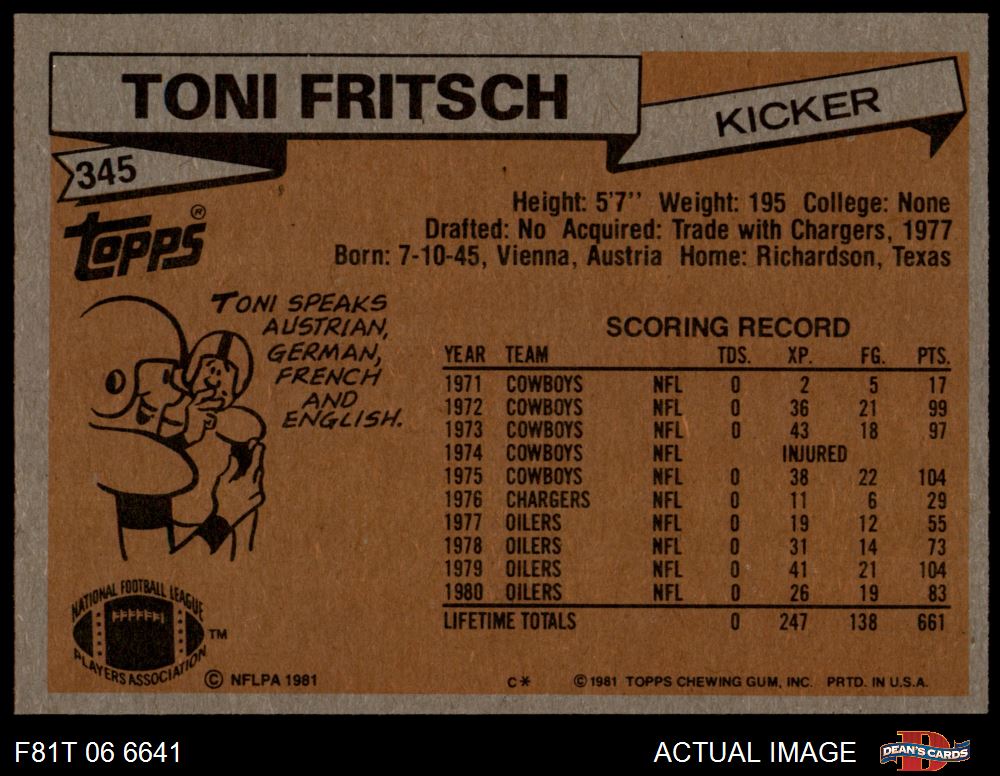 TONI FRITSCH
KICKER
345
Topps®
Height: 5'7'' Weight: 195 College: None
Drafted: No Acquired: Trade with Chargers, 1977
Born: 7-10-45, Vienna, Austria Home: Richardson, Texas
TONI SPEAKS
AUSTRIAN,
GERMAN,
FRENCH
AND
ENGLISH.
SCORING RECORD
YEAR TEAM TDS. XP. FG. PTS.
1971 COWBOYS NFL 0 2 5 17
1972 COWBOYS NFL 0 36 21 99
1973 COWBOYS NFL 0 43 18 97
1974 COWBOYS NFL INJURED
1975 COWBOYS NFL 0 38 22 104
1976 CHARGERS NFL 0 11 6 29
1977 OILERS NFL 0 19 12 55
1978 OILERS NFL 0 31 14 73
1979 OILERS NFL 0 41 21 104
1980 OILERS NFL 0 26 19 83
LIFETIME TOTALS 0 247 138 661
NATIONAL FOOTBALL LEAGUE
PLAYERS ASSOCIATION
TM
© NFLPA 1981
C* © 1981 TOPPS CHEWING GUM, INC. PRTD. IN U.S.A.
F81T 06 6641
ACTUAL IMAGE
D
DEAN'S CARDS